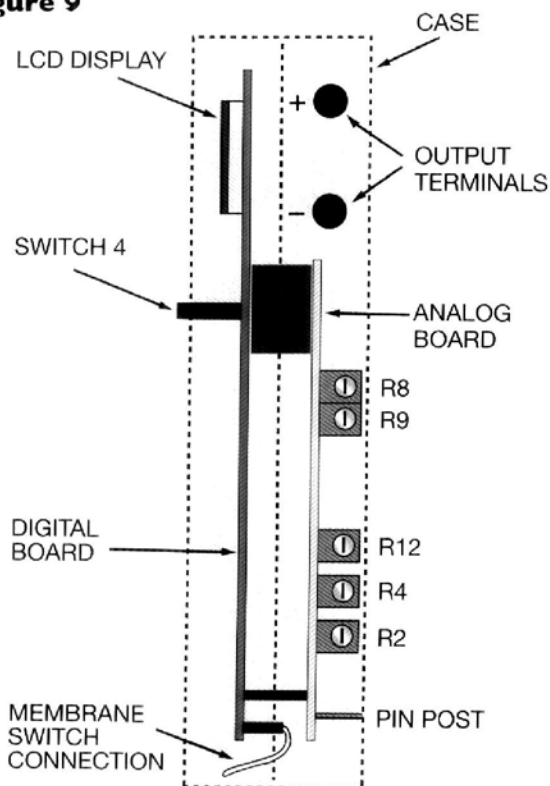 gure 9
CASE
LCD DISPLAY
+
OUTPUT
TERMINALS
–
SWITCH 4
ANALOG
BOARD
R8
R9
DIGITAL
BOARD
R12
R4
R2
MEMBRANE
SWITCH
CONNECTION
PIN POST